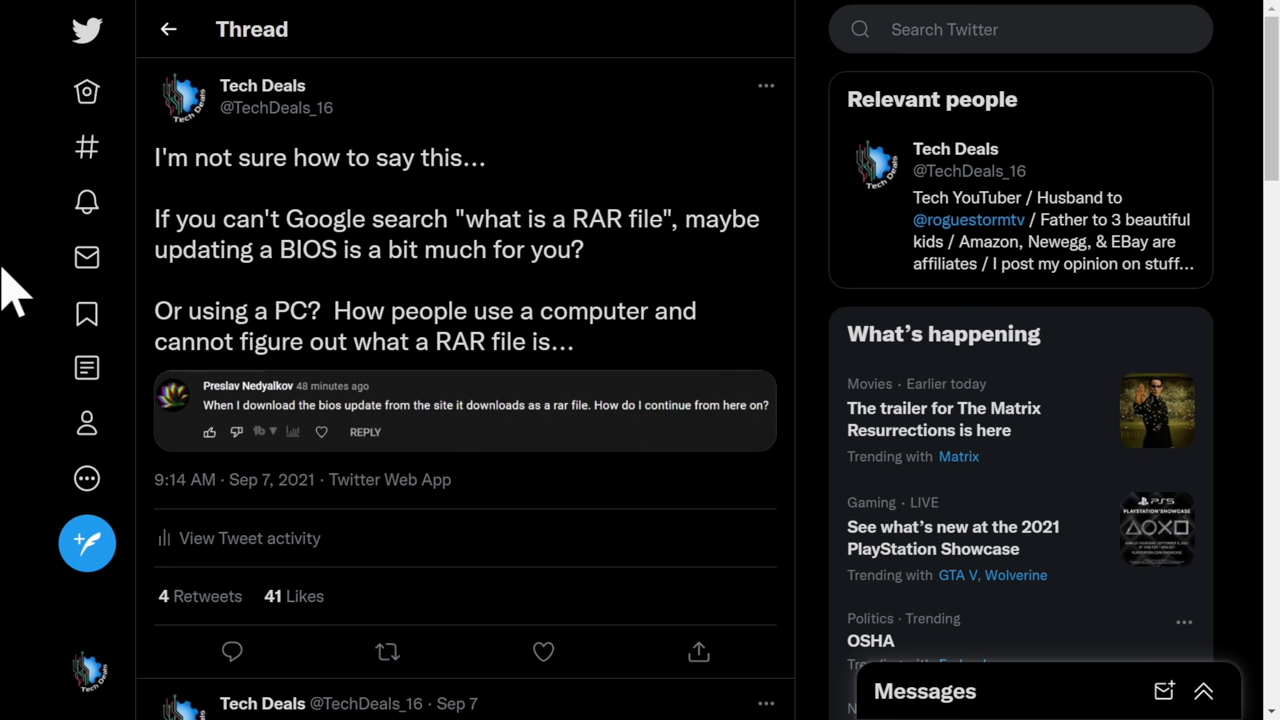 Thread
Tech Deals
@TechDeals_16
I'm not sure how to say this...
If you can't Google search "what is a RAR file", maybe
updating a BIOS is a bit much for you?
Or using a PC?  How people use a computer and
cannot figure out what a RAR file is...
Preslav Nedyalkov 48 minutes ago
When I download the bios update from the site it downloads as a rar file. How do I continue from here on?
REPLY
9:14 AM · Sep 7, 2021 · Twitter Web App
View Tweet activity
4 Retweets 41 Likes
Tech Deals @TechDeals_16 · Sep 7
Search Twitter
Relevant people
Tech Deals
@TechDeals_16
Tech YouTuber / Husband to
@roguestormtv / Father to 3 beautiful
kids / Amazon, Newegg, & EBay are
affiliates / I post my opinion on stuff...
What's happening
Movies · Earlier today
The trailer for The Matrix
Resurrections is here
Trending with Matrix
Gaming · LIVE
See what's new at the 2021
PlayStation Showcase
Trending with GTA V, Wolverine
PS5
PLAYSTATION SHOWCASE
Politics · Trending
OSHA
Messages